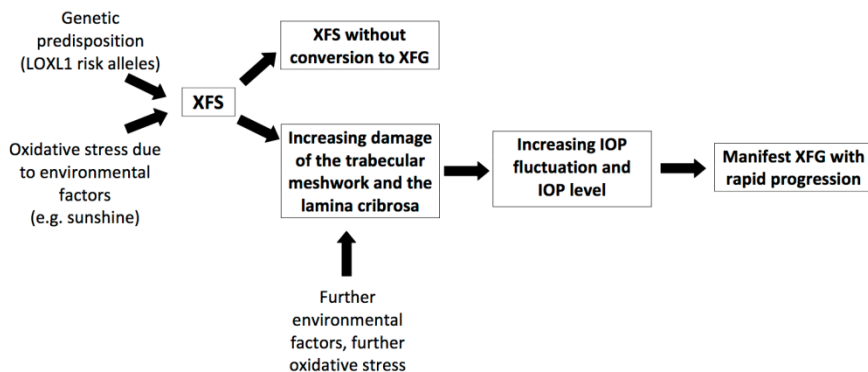 Genetic
predisposition
(LOXL1 risk alleles)
Oxidative stress due
to environmental
factors
(e.g. sunshine)
XFS
XFS without
conversion to XFG
Increasing damage
of the trabecular
meshwork and the
lamina cribrosa
Further
environmental
factors, further
oxidative stress
Increasing IOP
fluctuation and
IOP level
Manifest XFG with
rapid progression